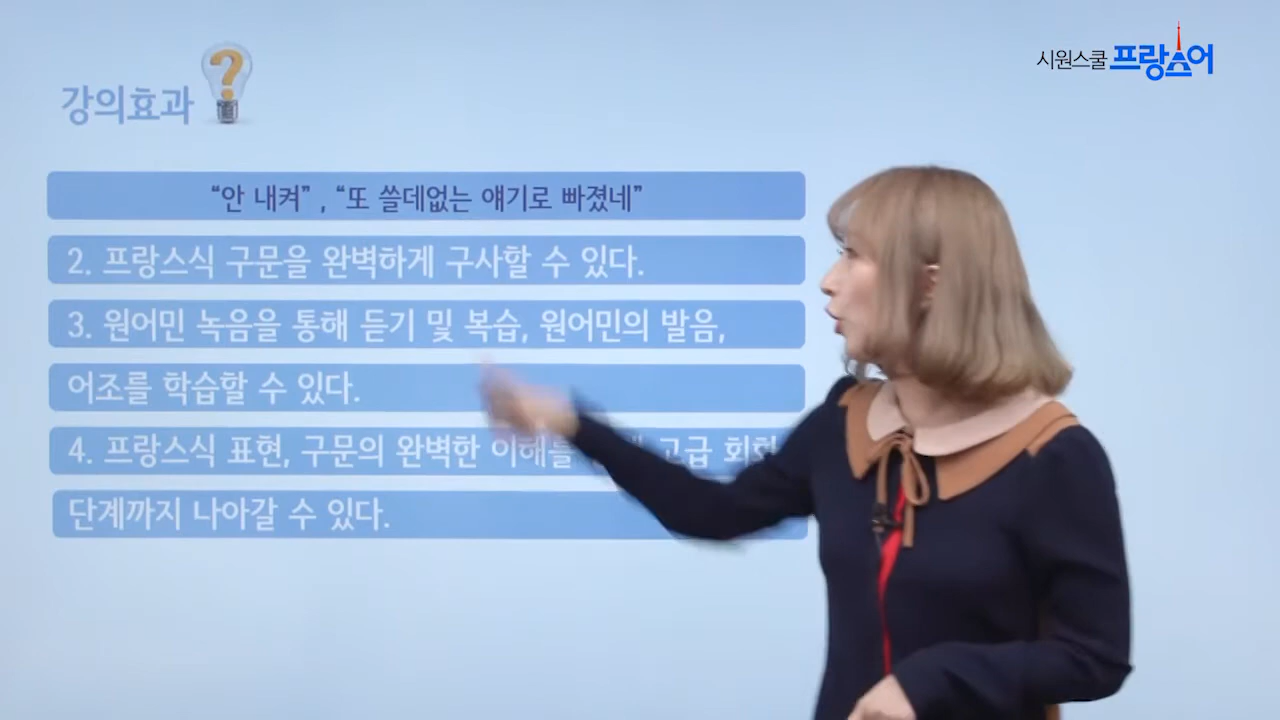 시원스쿨 프랑스어
강의효과
“안 내켜” , “또 쓸데없는 얘기로 빠졌네”
2. 프랑스식 구문을 완벽하게 구사할 수 있다.
3. 원어민 녹음을 통해 듣기 및 복습, 원어민의 발음,
어조를 학습할 수 있다.
4. 프랑스식 표현, 구문의 완벽한 이해를 고급 회화
단계까지 나아갈 수 있다.